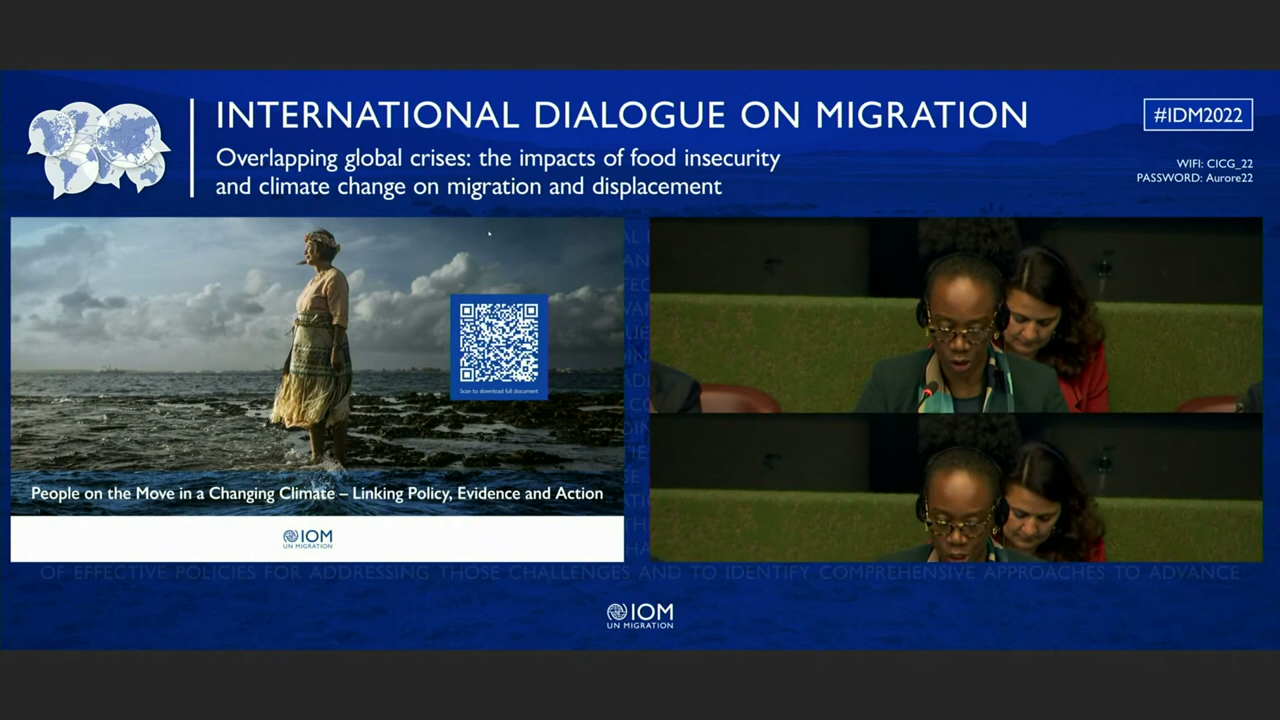 INTERNATIONAL DIALOGUE ON MIGRATION
Overlapping global crises: the impacts of food insecurity
and climate change on migration and displacement
#IDM2022
WIFI: CICG_22
PASSWORD: Aurore22
Scan to download full document
People on the Move in a Changing Climate – Linking Policy, Evidence and Action
IOM
UN MIGRATION
OF EFFECTIVE POLICIES FOR ADDRESSING THOSE CHALLENGES AND TO IDENTIFY COMPREHENSIVE APPROACHES TO ADVANCE
IOM
UN MIGRATION